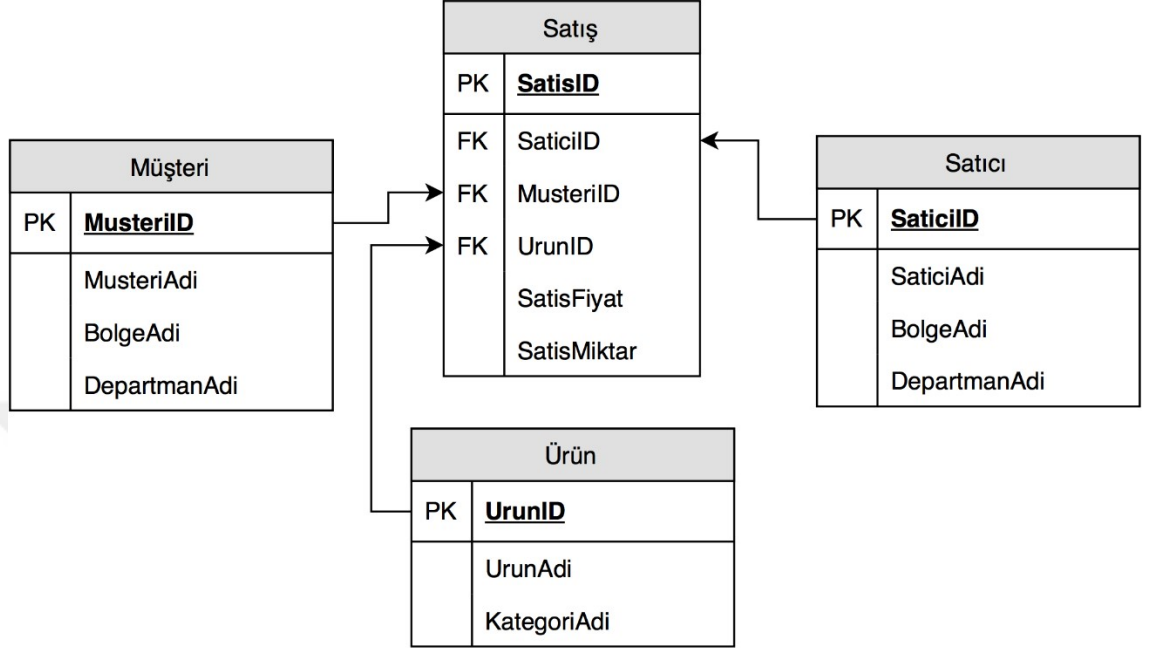 Satış
PK SatisID
FK SaticiID
FK MusteriID
FK UrunID
SatisFiyat
SatisMiktar
Müşteri
PK MusteriID
MusteriAdi
BolgeAdi
DepartmanAdi
Satıcı
PK SaticiID
SaticiAdi
BolgeAdi
DepartmanAdi
Ürün
PK UrunID
UrunAdi
KategoriAdi